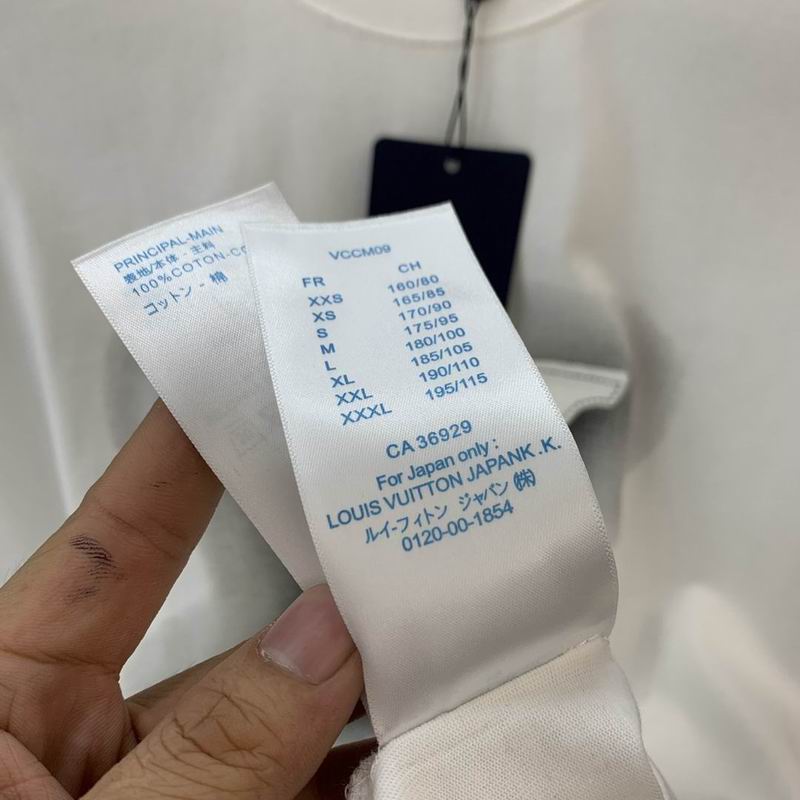 PRINCIPAL-MAIN
表地/本体 - 主料
100%COTON-CO
コットン - 棉
VCCM09
FR CH
XXS 160/80
XS 165/85
S 170/90
M 175/95
L 180/100
XL 185/105
XXL 190/110
XXXL 195/115
CA 36929
For Japan only :
LOUIS VUITTON JAPANK .K.
ルイ-フィトン ジャパン ㈱
0120-00-1854